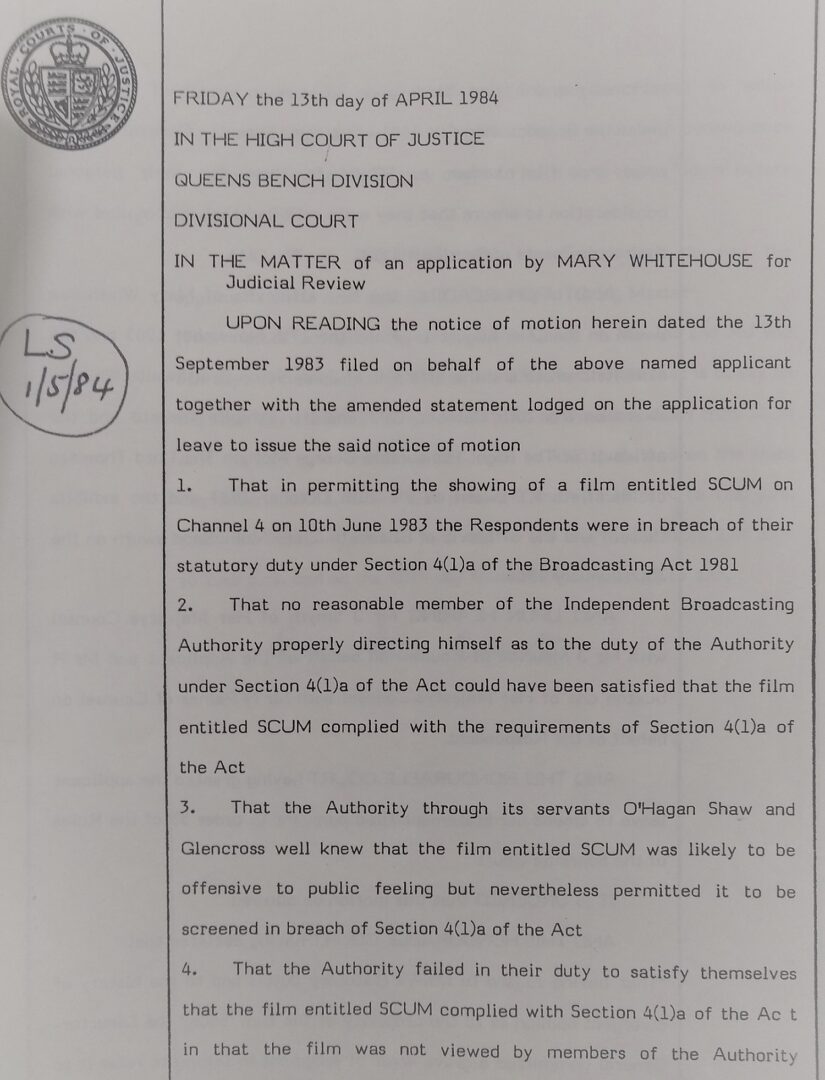 ROYAL · COURTS · OF · JUSTICE
FRIDAY the 13th day of APRIL 1984
IN THE HIGH COURT OF JUSTICE
QUEENS BENCH DIVISION
DIVISIONAL COURT
IN THE MATTER of an application by MARY WHITEHOUSE for
Judicial Review
UPON READING the notice of motion herein dated the 13th
LS
1/5/84
September 1983 filed on behalf of the above named applicant
together with the amended statement lodged on the application for
leave to issue the said notice of motion
1. That in permitting the showing of a film entitled SCUM on
Channel 4 on 10th June 1983 the Respondents were in breach of their
statutory duty under Section 4(1)a of the Broadcasting Act 1981
2. That no reasonable member of the Independent Broadcasting
Authority properly directing himself as to the duty of the Authority
under Section 4(1)a of the Act could have been satisfied that the film
entitled SCUM complied with the requirements of Section 4(1)a of
the Act
3. That the Authority through its servants O'Hagan Shaw and
Glencross well knew that the film entitled SCUM was likely to be
offensive to public feeling but nevertheless permitted it to be
screened in breach of Section 4(1)a of the Act
4. That the Authority failed in their duty to satisfy themselves
that the film entitled SCUM complied with Section 4(1)a of the Ac t
in that the film was not viewed by members of the Authority